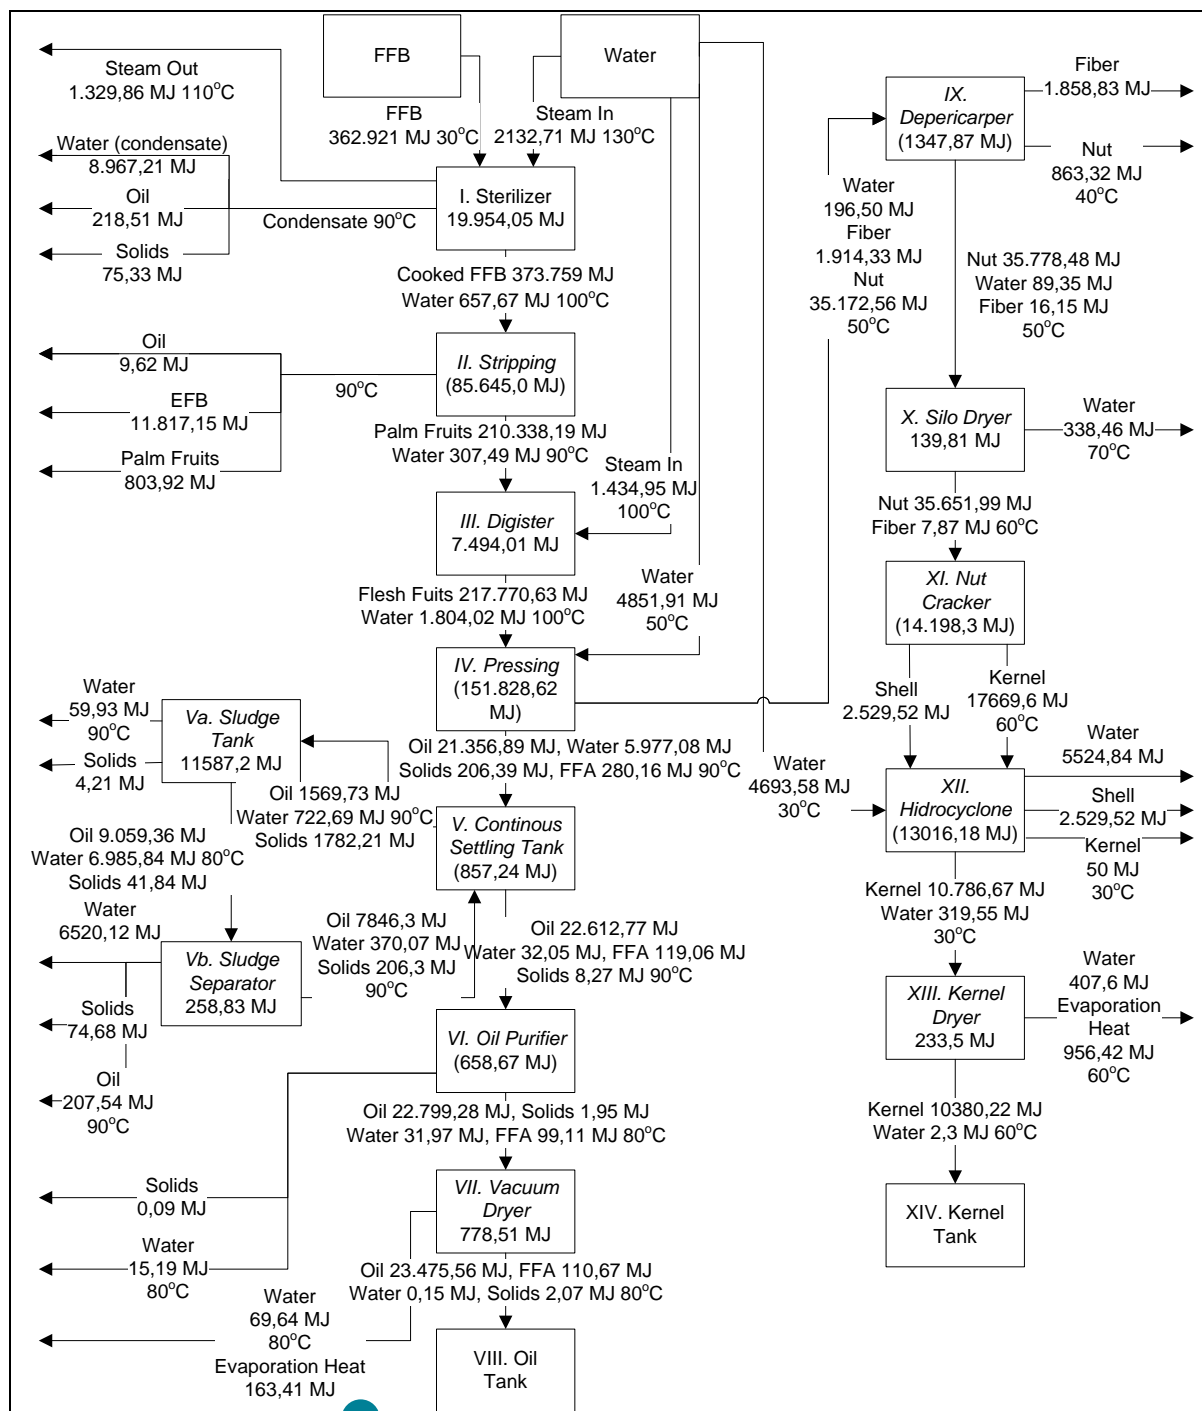 FFB
Water
Steam Out
1.329,86 MJ 110°C
FFB
362.921 MJ 30°C
Steam In
2132,71 MJ 130°C
Water (condensate)
8.967,21 MJ
Oil
218,51 MJ
Solids
75,33 MJ
Condensate 90°C
I. Sterilizer
19.954,05 MJ
Cooked FFB 373.759 MJ
Water 657,67 MJ 100°C
Oil
9,62 MJ
EFB
11.817,15 MJ
Palm Fruits
803,92 MJ
90°C
II. Stripping
(85.645,0 MJ)
Palm Fruits 210.338,19 MJ
Water 307,49 MJ 90°C
Steam In
1.434,95 MJ
100°C
III. Digister
7.494,01 MJ
Flesh Fuits 217.770,63 MJ
Water 1.804,02 MJ 100°C
Water
4851,91 MJ
50°C
IV. Pressing
(151.828,62
MJ)
Oil 21.356,89 MJ, Water 5.977,08 MJ
Solids 206,39 MJ, FFA 280,16 MJ 90°C
Water
59,93 MJ
90°C
Solids
4,21 MJ
Va. Sludge
Tank
11587,2 MJ
Oil 1569,73 MJ
Water 722,69 MJ 90°C
Solids 1782,21 MJ
V. Continous
Settling Tank
(857,24 MJ)
Oil 9.059,36 MJ
Water 6.985,84 MJ 80°C
Solids 41,84 MJ
Water
6520,12 MJ
Vb. Sludge
Separator
258,83 MJ
Oil 7846,3 MJ
Water 370,07 MJ
Solids 206,3 MJ
90°C
Oil 22.612,77 MJ
Water 32,05 MJ, FFA 119,06 MJ
Solids 8,27 MJ 90°C
Solids
74,68 MJ
Oil
207,54 MJ
90°C
VI. Oil Purifier
(658,67 MJ)
Oil 22.799,28 MJ, Solids 1,95 MJ
Water 31,97 MJ, FFA 99,11 MJ 80°C
Solids
0,09 MJ
Water
15,19 MJ
80°C
VII. Vacuum
Dryer
778,51 MJ
Oil 23.475,56 MJ, FFA 110,67 MJ
Water 0,15 MJ, Solids 2,07 MJ 80°C
Water
69,64 MJ
80°C
Evaporation Heat
163,41 MJ
VIII. Oil
Tank
Water
196,50 MJ
Fiber
1.914,33 MJ
Nut
35.172,56 MJ
50°C
IX.
Depericarper
(1347,87 MJ)
Fiber
1.858,83 MJ
Nut
863,32 MJ
40°C
Nut 35.778,48 MJ
Water 89,35 MJ
Fiber 16,15 MJ
50°C
X. Silo Dryer
139,81 MJ
Water
338,46 MJ
70°C
Nut 35.651,99 MJ
Fiber 7,87 MJ 60°C
XI. Nut
Cracker
(14.198,3 MJ)
Shell
2.529,52 MJ
Kernel
17669,6 MJ
60°C
Water
4693,58 MJ
30°C
XII.
Hidrocyclone
(13016,18 MJ)
Water
5524,84 MJ
Shell
2.529,52 MJ
Kernel
50 MJ
30°C
Kernel 10.786,67 MJ
Water 319,55 MJ
30°C
XIII. Kernel
Dryer
233,5 MJ
Water
407,6 MJ
Evaporation
Heat
956,42 MJ
60°C
Kernel 10380,22 MJ
Water 2,3 MJ 60°C
XIV. Kernel
Tank